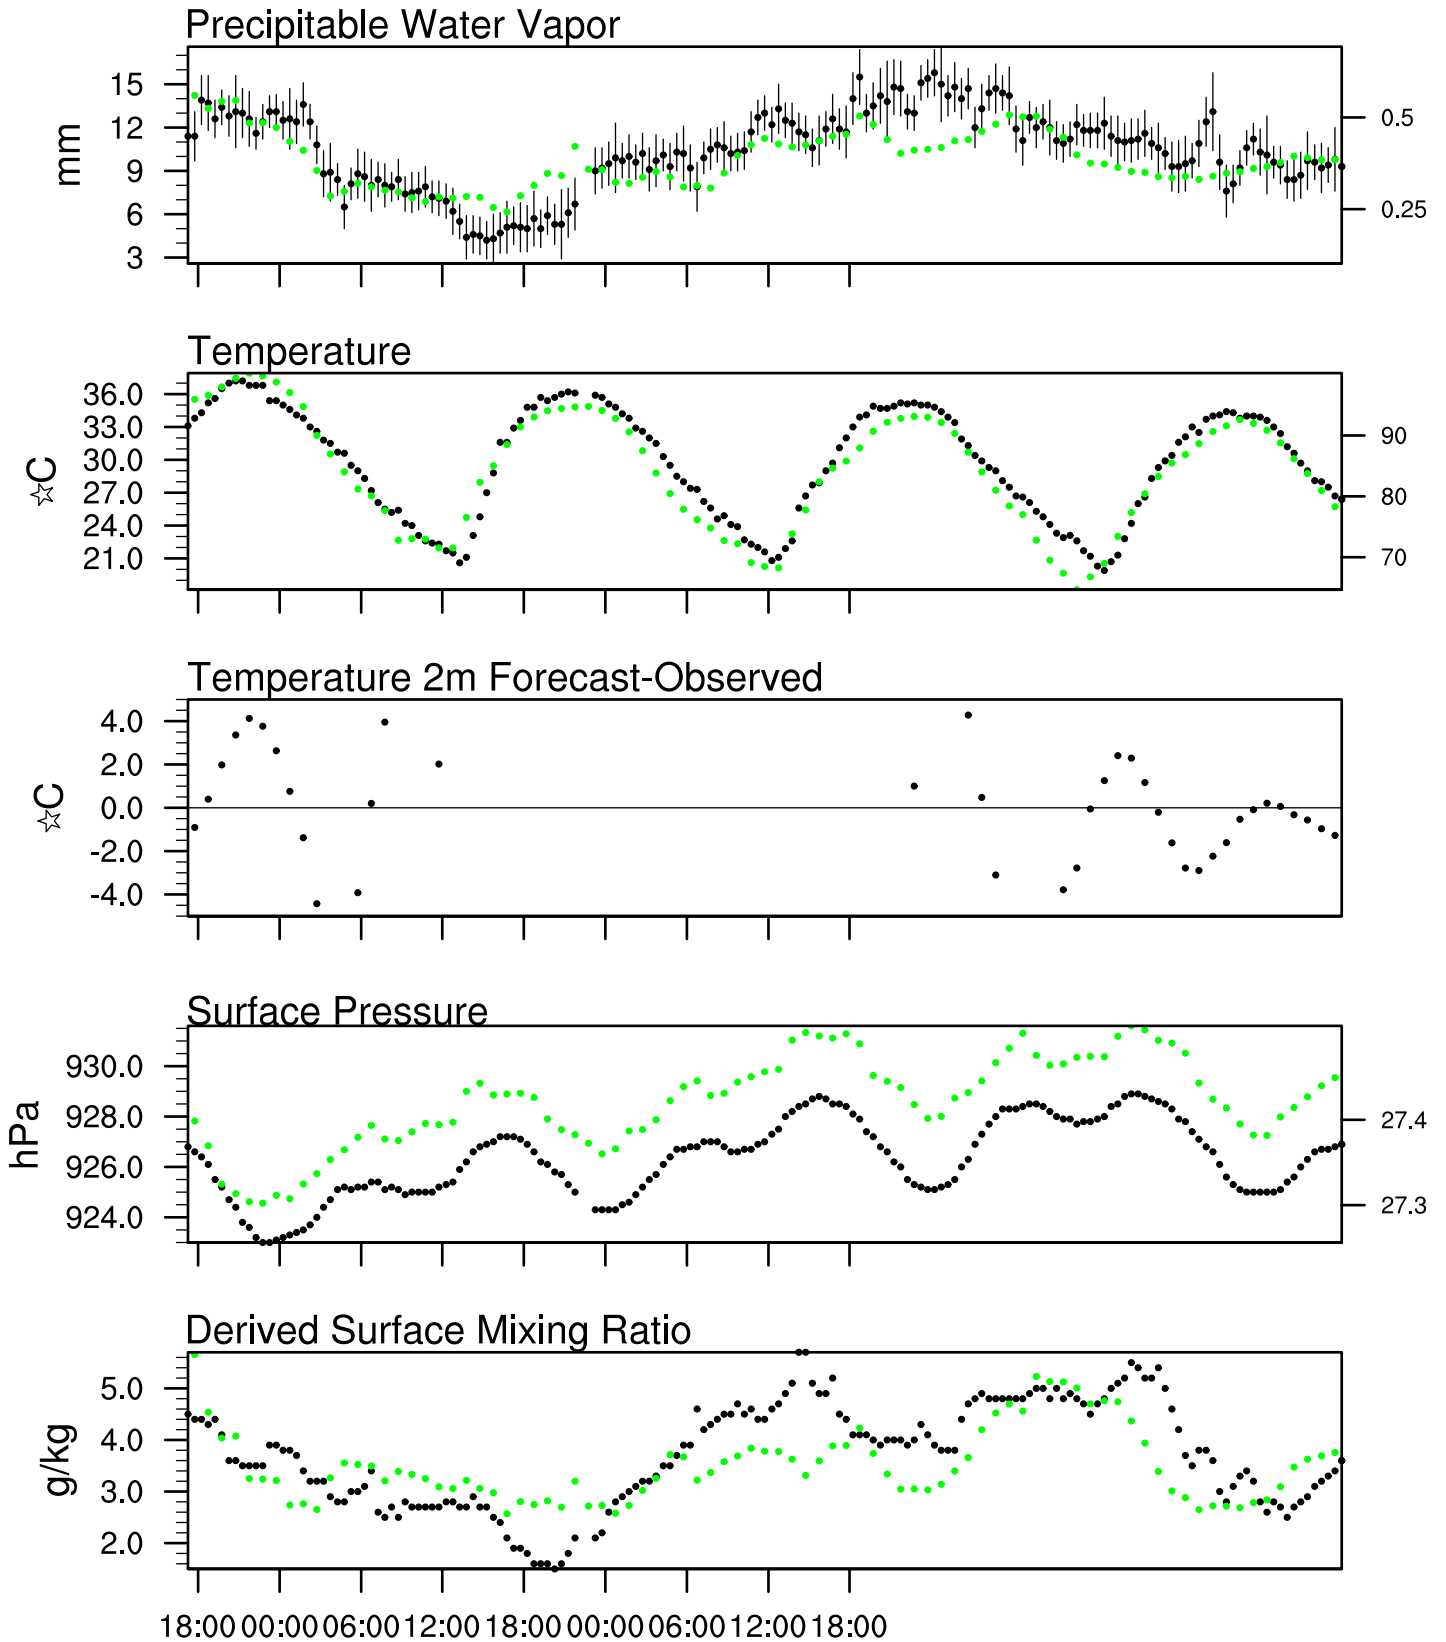 Precipitable Water Vapor
mm
15
12
9
6
3
0.5
0.25
Temperature
☆C
36.0
33.0
30.0
27.0
24.0
21.0
90
80
70
Temperature 2m Forecast-Observed
☆C
4.0
2.0
0.0
-2.0
-4.0
Surface Pressure
hPa
930.0
928.0
926.0
924.0
27.4
27.3
Derived Surface Mixing Ratio
g/kg
5.0
4.0
3.0
2.0
18:00 00:00 06:00 12:00 18:00 00:00 06:00 12:00 18:00